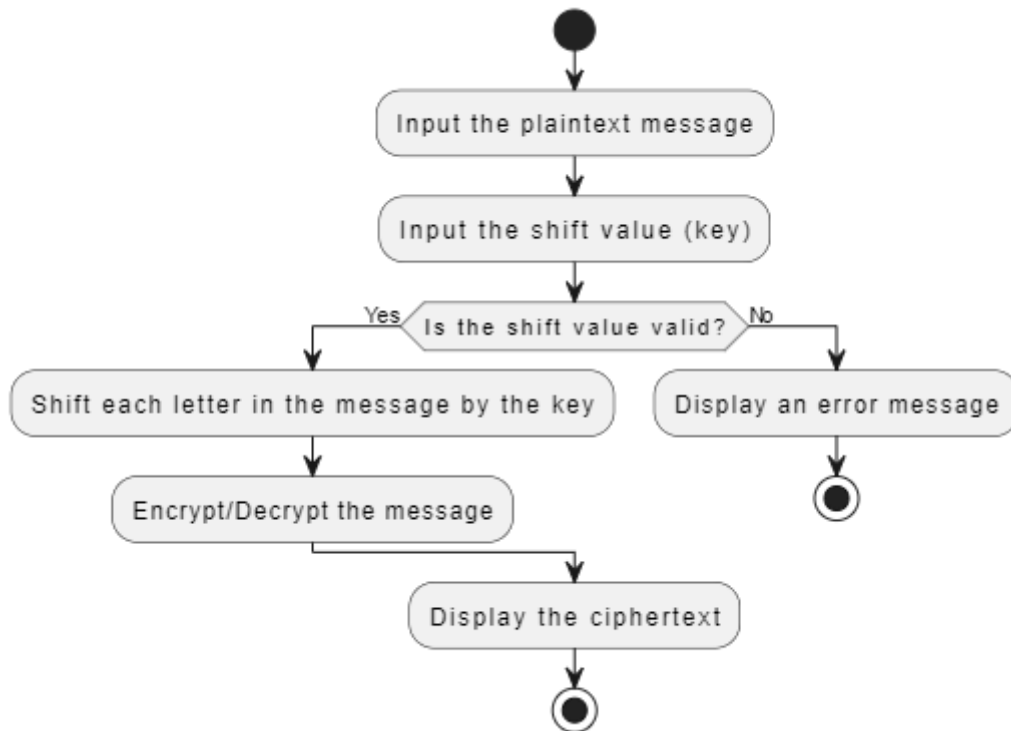 Input the plaintext message
Input the shift value (key)
Yes
Is the shift value valid?
No
Shift each letter in the message by the key
Display an error message
Encrypt/Decrypt the message
Display the ciphertext